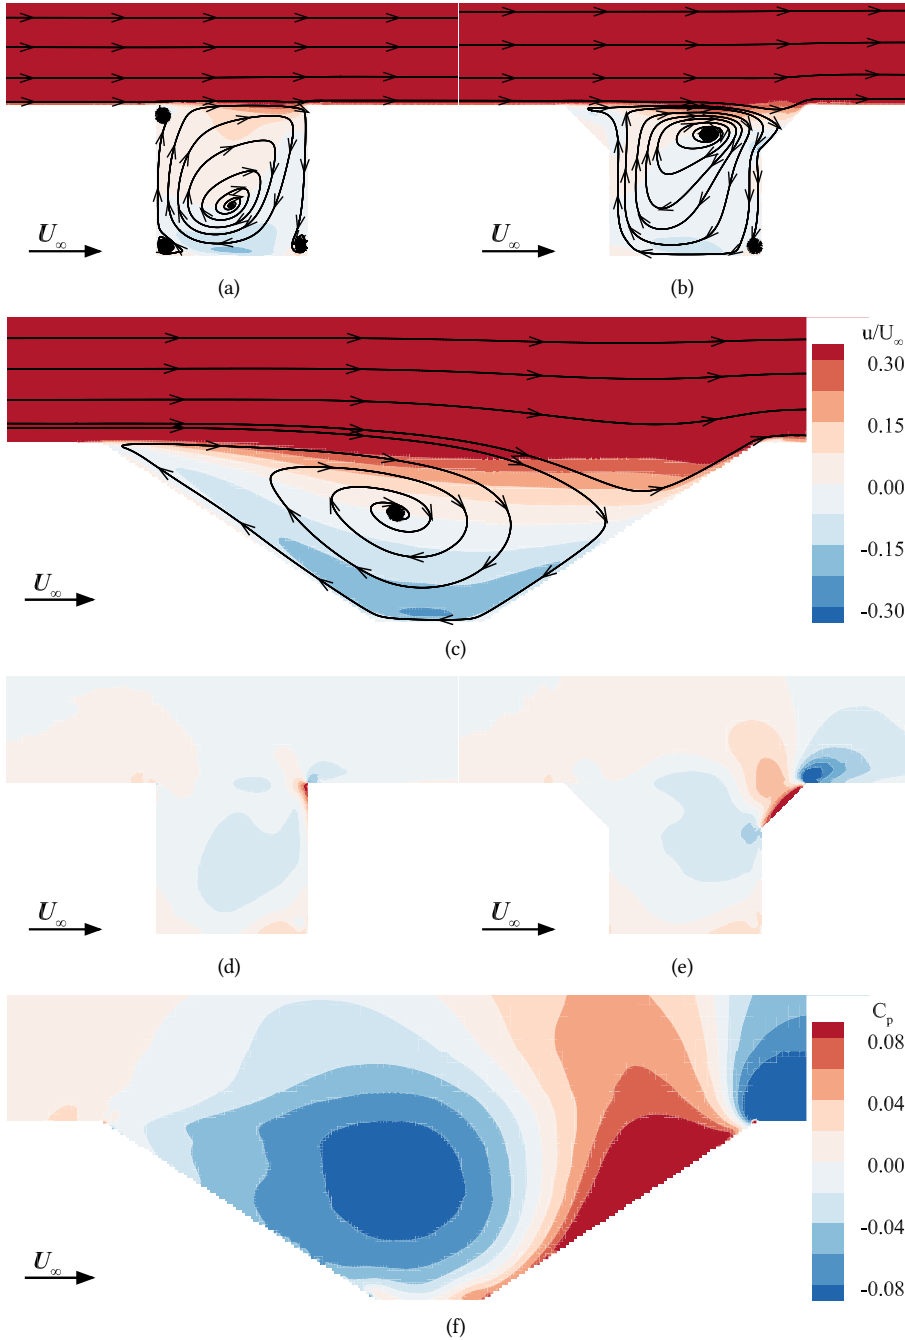 U∞
U∞
(a)
(b)
u/U∞
0.30
0.15
0.00
-0.15
-0.30
U∞
(c)
U∞
U∞
(d)
(e)
C_p
0.08
0.04
0.00
-0.04
-0.08
U∞
(f)